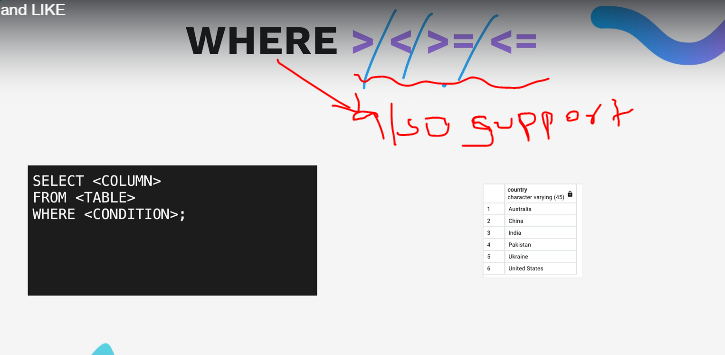 and LIKE
WHERE > < >= <=
Also support
SELECT <COLUMN>
FROM <TABLE>
WHERE <CONDITION>;
country
character varying (45)
1 Australia
2 China
3 India
4 Pakistan
5 Ukraine
6 United States